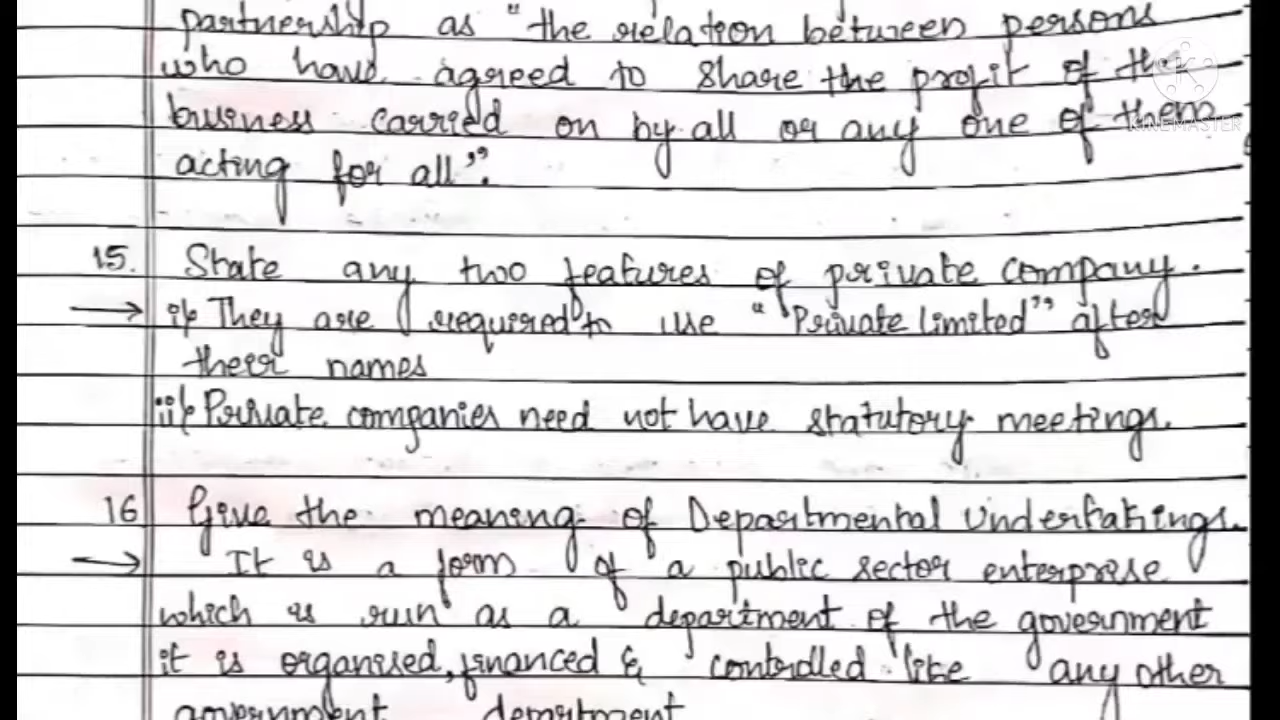 partnership as "the relation between persons
who have agreed to share the profit of the
business carried on by all or any one of them
acting for all".
15. State any two features of private company.
→ i) They are required to use "Private limited" after
their names
ii) Private companies need not have statutory meetings.
16 Give the meaning of Departmental Undertakings.
→ It is a form of a public sector enterprise
which is run as a department of the government
it is organised, financed & controlled like any other
government department
KINEMASTER